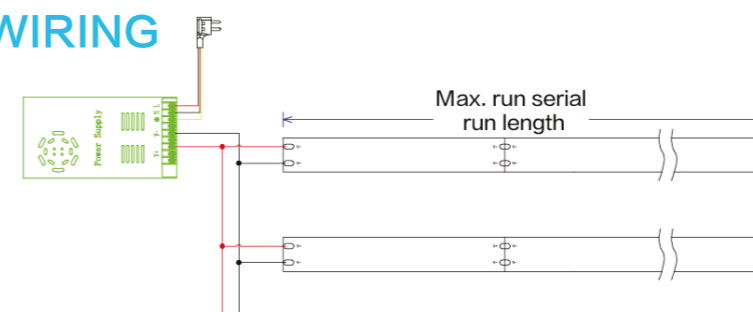 WIRING
Max. run serial
run length
Power Supply
L
N
V-
V+